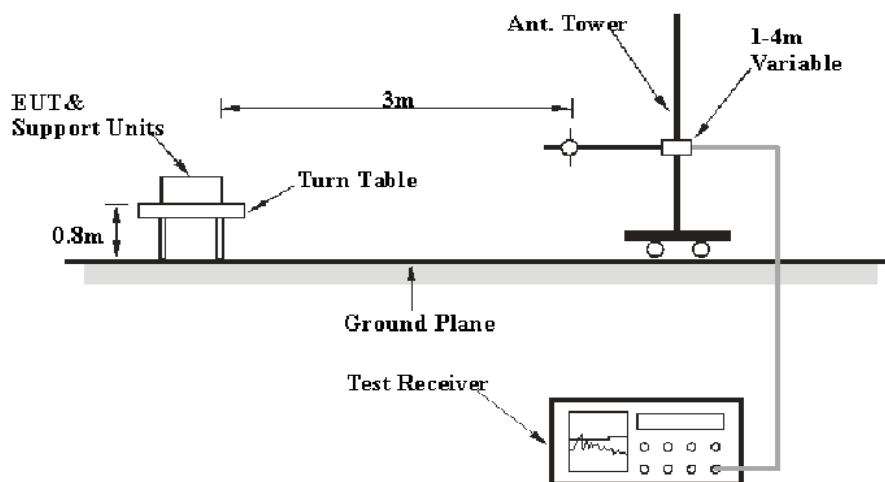 Ant. Tower
1-4m
Variable
3m
EUT&
Support Units
Turn Table
0.8m
Ground Plane
Test Receiver